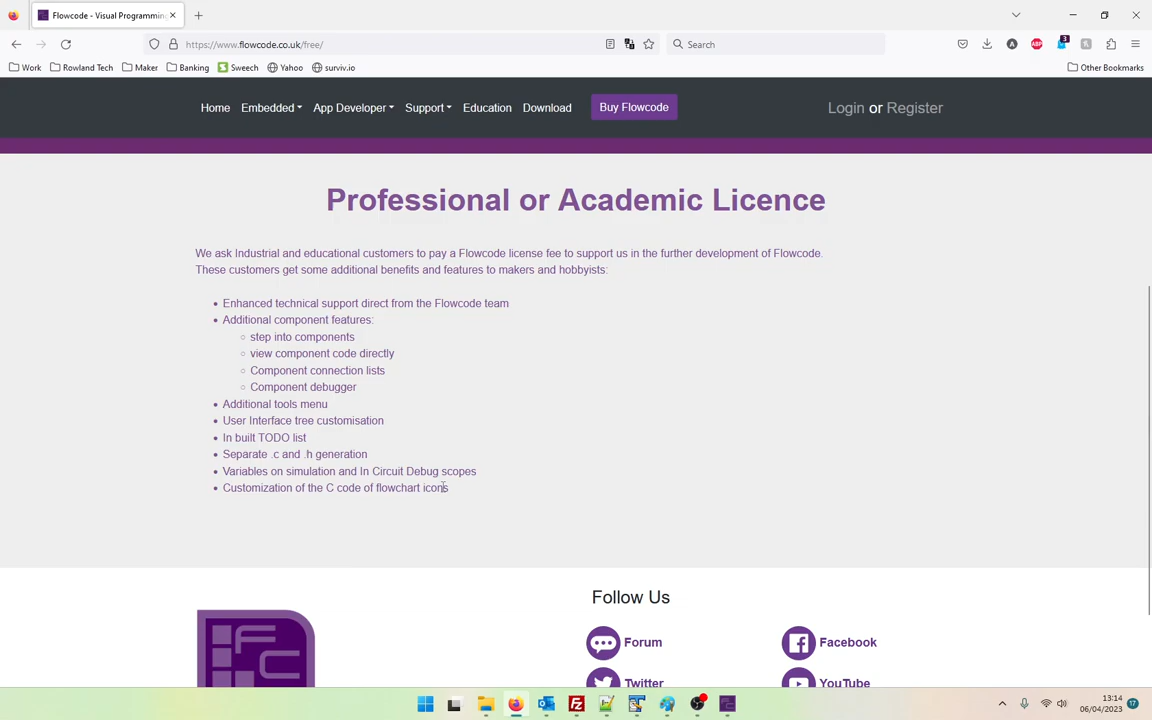 Flowcode - Visual Programming
https://www.flowcode.co.uk/free/
Search
ABP
3
Work
Rowland Tech
Maker
Banking
Sweech
Yahoo
surviv.io
Other Bookmarks
Home
Embedded
App Developer
Support
Education
Download
Buy Flowcode
Login or Register
Professional or Academic Licence
We ask Industrial and educational customers to pay a Flowcode license fee to support us in the further development of Flowcode.
These customers get some additional benefits and features to makers and hobbyists:
Enhanced technical support direct from the Flowcode team
Additional component features:
step into components
view component code directly
Component connection lists
Component debugger
Additional tools menu
User Interface tree customisation
In built TODO list
Separate .c and .h generation
Variables on simulation and In Circuit Debug scopes
Customization of the C code of flowchart icons
Follow Us
Forum
Facebook
Twitter
YouTube
FC
13:14
06/04/2023
17